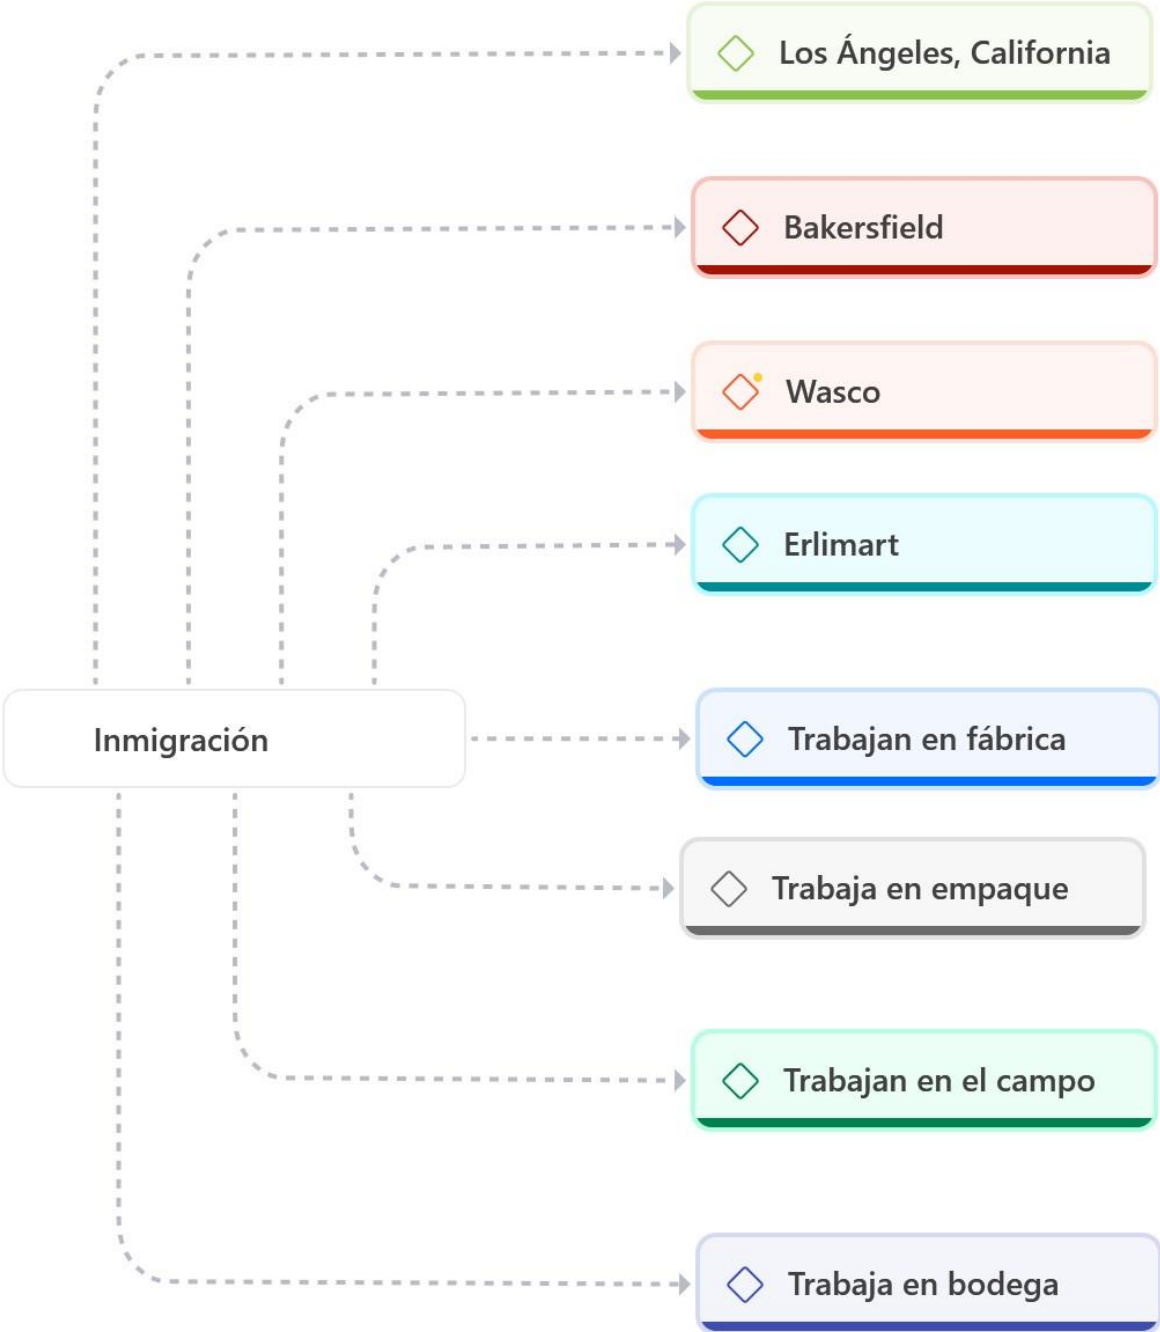 Los Ángeles, California
Bakersfield
Wasco
Erlimart
Inmigración
Trabajan en fábrica
Trabaja en empaque
Trabajan en el campo
Trabaja en bodega